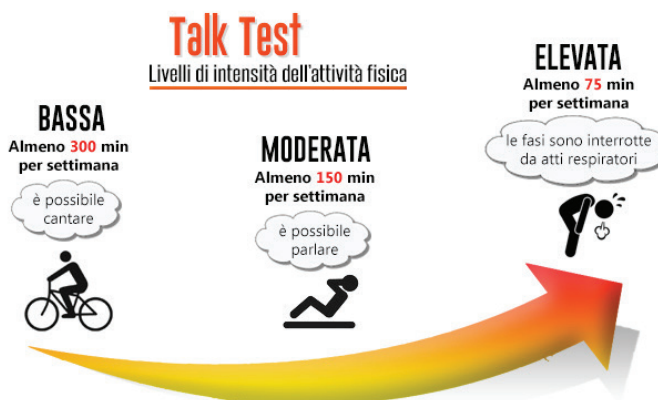 Talk Test
Livelli di intensità dell'attività fisica
BASSA
Almeno 300 min
per settimana
è possibile
cantare
MODERATA
Almeno 150 min
per settimana
è possibile
parlare
ELEVATA
Almeno 75 min
per settimana
le fasi sono interrotte
da atti respiratori